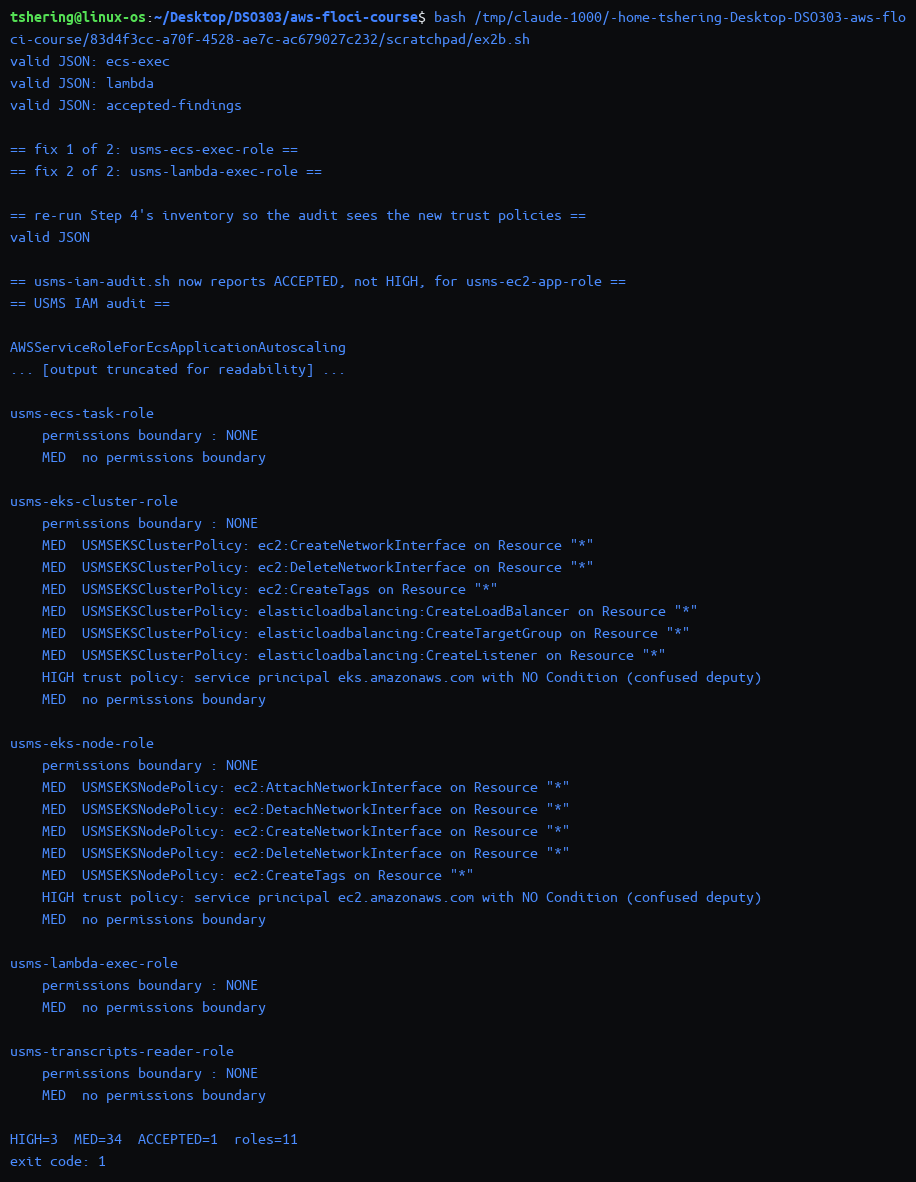 tshering@linux-os:~/Desktop/DSO303/aws-floci-course$ bash /tmp/claude-1000/-home-tshering-Desktop-DSO303-aws-flo
ci-course/83d4f3cc-a70f-4528-ae7c-ac679027c232/scratchpad/ex2b.sh
valid JSON: ecs-exec
valid JSON: lambda
valid JSON: accepted-findings

== fix 1 of 2: usms-ecs-exec-role ==
== fix 2 of 2: usms-lambda-exec-role ==

== re-run Step 4's inventory so the audit sees the new trust policies ==
valid JSON

== usms-iam-audit.sh now reports ACCEPTED, not HIGH, for usms-ec2-app-role ==
== USMS IAM audit ==

AWSServiceRoleForEcsApplicationAutoscaling
... [output truncated for readability] ...

usms-ecs-task-role
    permissions boundary : NONE
    MED  no permissions boundary

usms-eks-cluster-role
    permissions boundary : NONE
    MED  USMSEKSClusterPolicy: ec2:CreateNetworkInterface on Resource "*"
    MED  USMSEKSClusterPolicy: ec2:DeleteNetworkInterface on Resource "*"
    MED  USMSEKSClusterPolicy: ec2:CreateTags on Resource "*"
    MED  USMSEKSClusterPolicy: elasticloadbalancing:CreateLoadBalancer on Resource "*"
    MED  USMSEKSClusterPolicy: elasticloadbalancing:CreateTargetGroup on Resource "*"
    MED  USMSEKSClusterPolicy: elasticloadbalancing:CreateListener on Resource "*"
    HIGH trust policy: service principal eks.amazonaws.com with NO Condition (confused deputy)
    MED  no permissions boundary

usms-eks-node-role
    permissions boundary : NONE
    MED  USMSEKSNodePolicy: ec2:AttachNetworkInterface on Resource "*"
    MED  USMSEKSNodePolicy: ec2:DetachNetworkInterface on Resource "*"
    MED  USMSEKSNodePolicy: ec2:CreateNetworkInterface on Resource "*"
    MED  USMSEKSNodePolicy: ec2:DeleteNetworkInterface on Resource "*"
    MED  USMSEKSNodePolicy: ec2:CreateTags on Resource "*"
    HIGH trust policy: service principal ec2.amazonaws.com with NO Condition (confused deputy)
    MED  no permissions boundary

usms-lambda-exec-role
    permissions boundary : NONE
    MED  no permissions boundary

usms-transcripts-reader-role
    permissions boundary : NONE
    MED  no permissions boundary

HIGH=3  MED=34  ACCEPTED=1  roles=11
exit code: 1